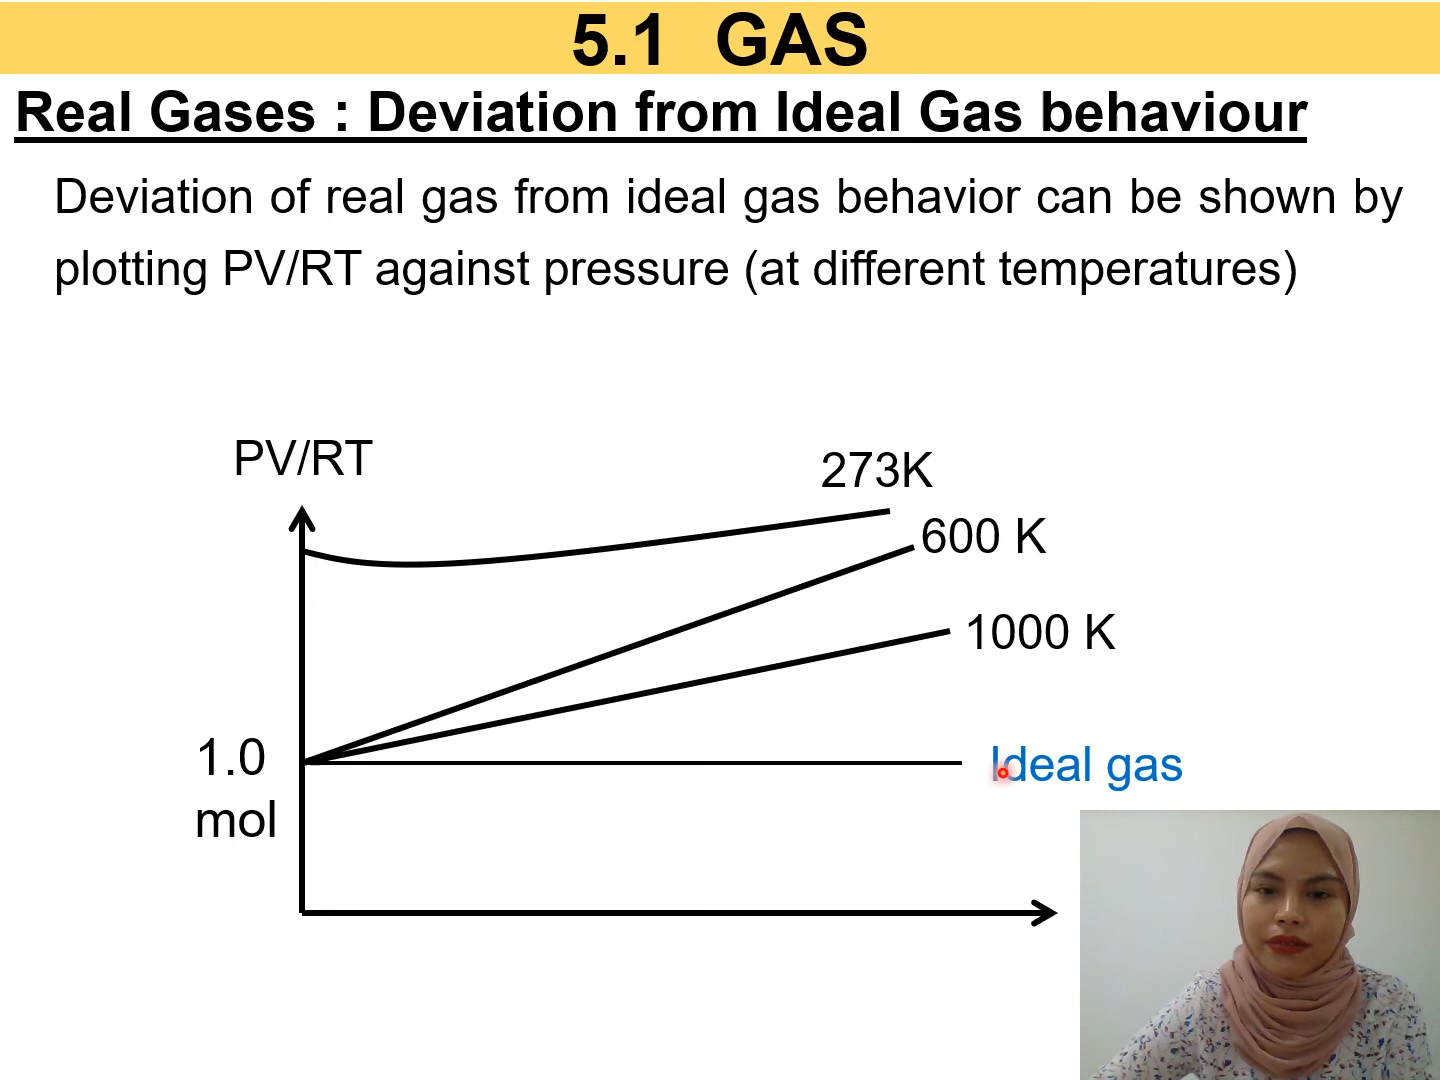 5.1 GAS
Real Gases : Deviation from Ideal Gas behaviour
Deviation of real gas from ideal gas behavior can be shown by
plotting PV/RT against pressure (at different temperatures)
PV/RT
273K
600 K
1000 K
1.0
mol
Ideal gas